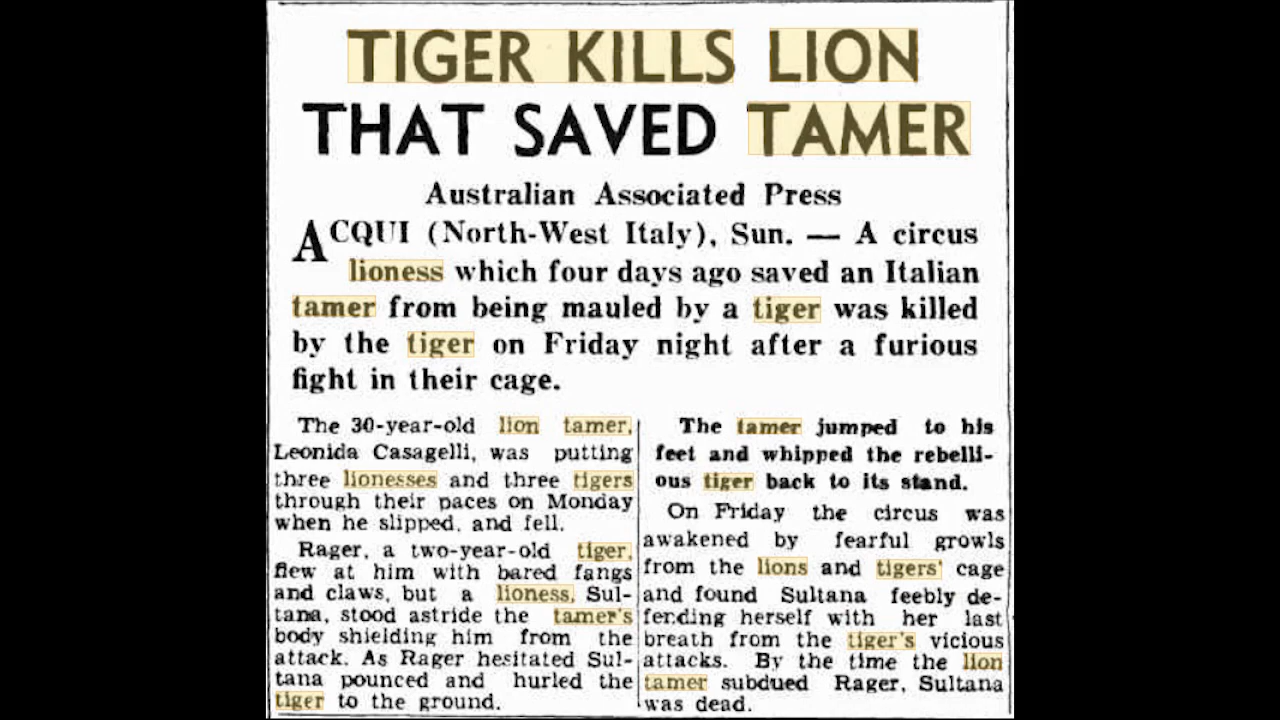 TIGER KILLS LION
THAT SAVED TAMER
Australian Associated Press
ACQUI (North-West Italy), Sun. — A circus
lioness which four days ago saved an Italian
tamer from being mauled by a tiger was killed
by the tiger on Friday night after a furious
fight in their cage.
The 30-year-old lion tamer,
Leonida Casagelli, was putting
three lionesses and three tigers
through their paces on Monday
when he slipped, and fell.
Rager, a two-year-old tiger,
flew at him with bared fangs
and claws, but a lioness, Sul-
tana, stood astride the tamer's
body shielding him from the
attack. As Rager hesitated Sul-
tana pounced and hurled the
tiger to the ground.
The tamer jumped to his
feet and whipped the rebelli-
ous tiger back to its stand.
On Friday the circus was
awakened by fearful growls
from the lions and tigers' cage
and found Sultana feebly de-
fending herself with her last
breath from the tiger's vicious
attacks. By the time the lion
tamer subdued Rager, Sultana
was dead.